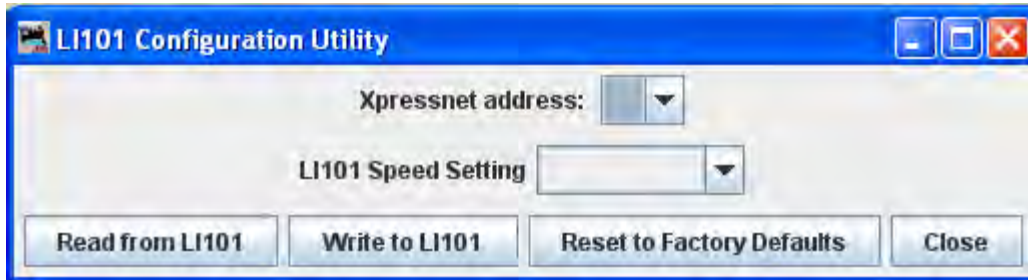 LI101 Configuration Utility
Xpressnet address:
LI101 Speed Setting
Read from LI101 Write to LI101 Reset to Factory Defaults Close